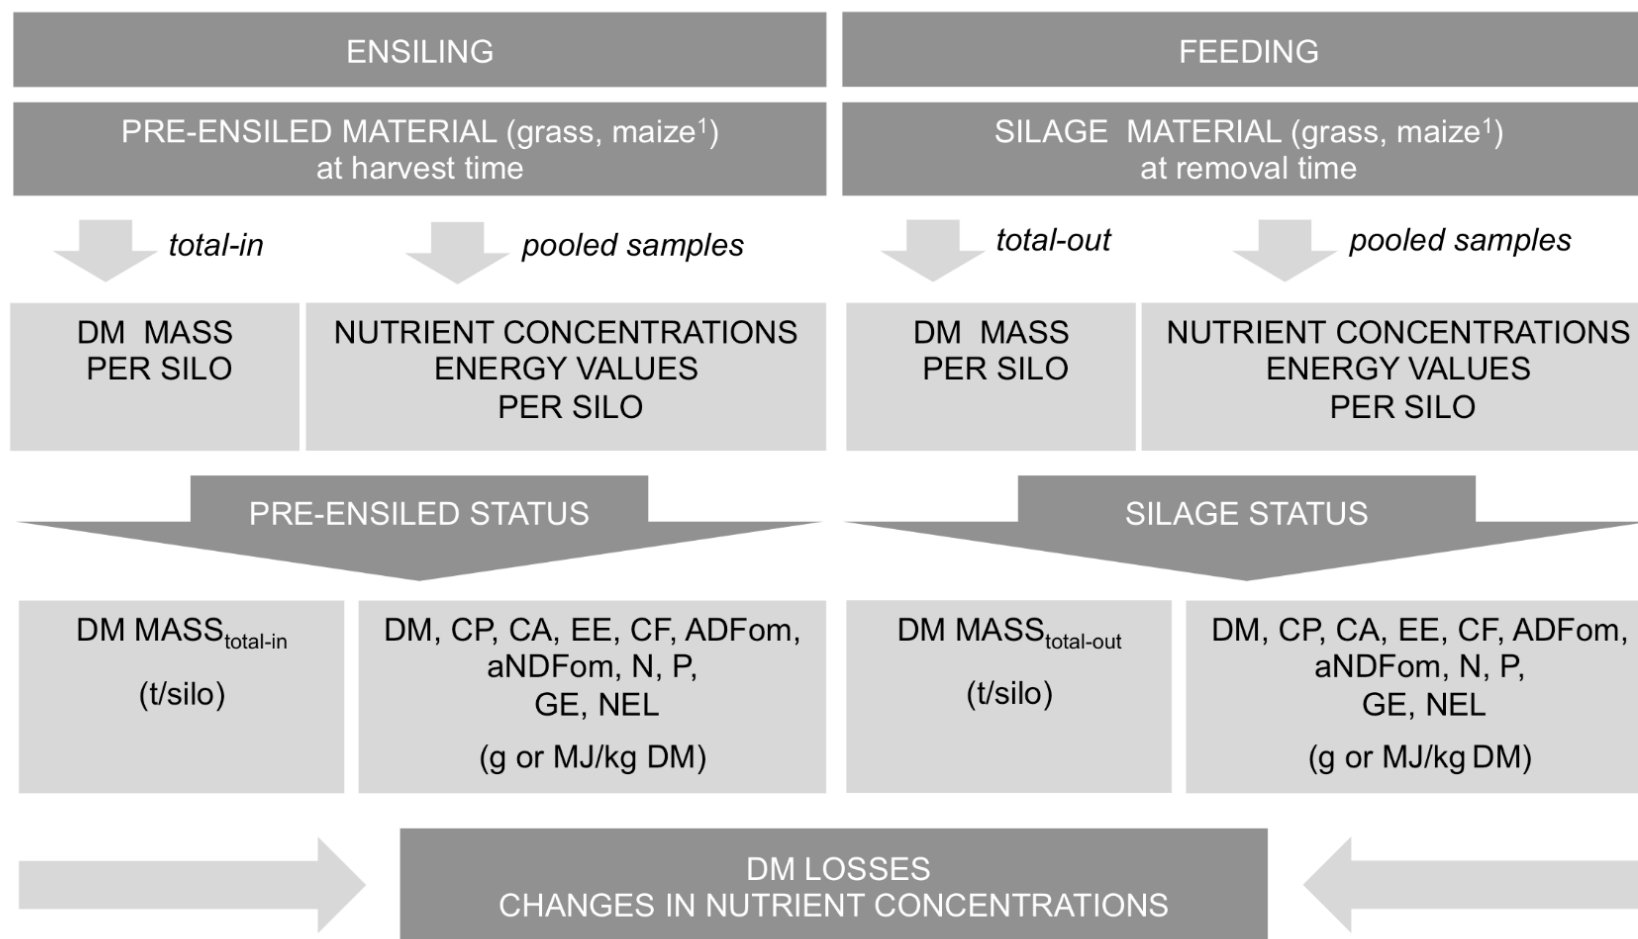 ENSILING
PRE-ENSILED MATERIAL (grass, maize¹)
at harvest time
total-in
pooled samples
DM MASS
PER SILO
NUTRIENT CONCENTRATIONS
ENERGY VALUES
PER SILO
PRE-ENSILED STATUS
DM MASS total-in
(t/silo)
DM, CP, CA, EE, CF, ADFom,
aNDFom, N, P,
GE, NEL
(g or MJ/kg DM)
FEEDING
SILAGE MATERIAL (grass, maize¹)
at removal time
total-out
pooled samples
DM MASS
PER SILO
NUTRIENT CONCENTRATIONS
ENERGY VALUES
PER SILO
SILAGE STATUS
DM MASS total-out
(t/silo)
DM, CP, CA, EE, CF, ADFom,
aNDFom, N, P,
GE, NEL
(g or MJ/kg DM)
DM LOSSES
CHANGES IN NUTRIENT CONCENTRATIONS